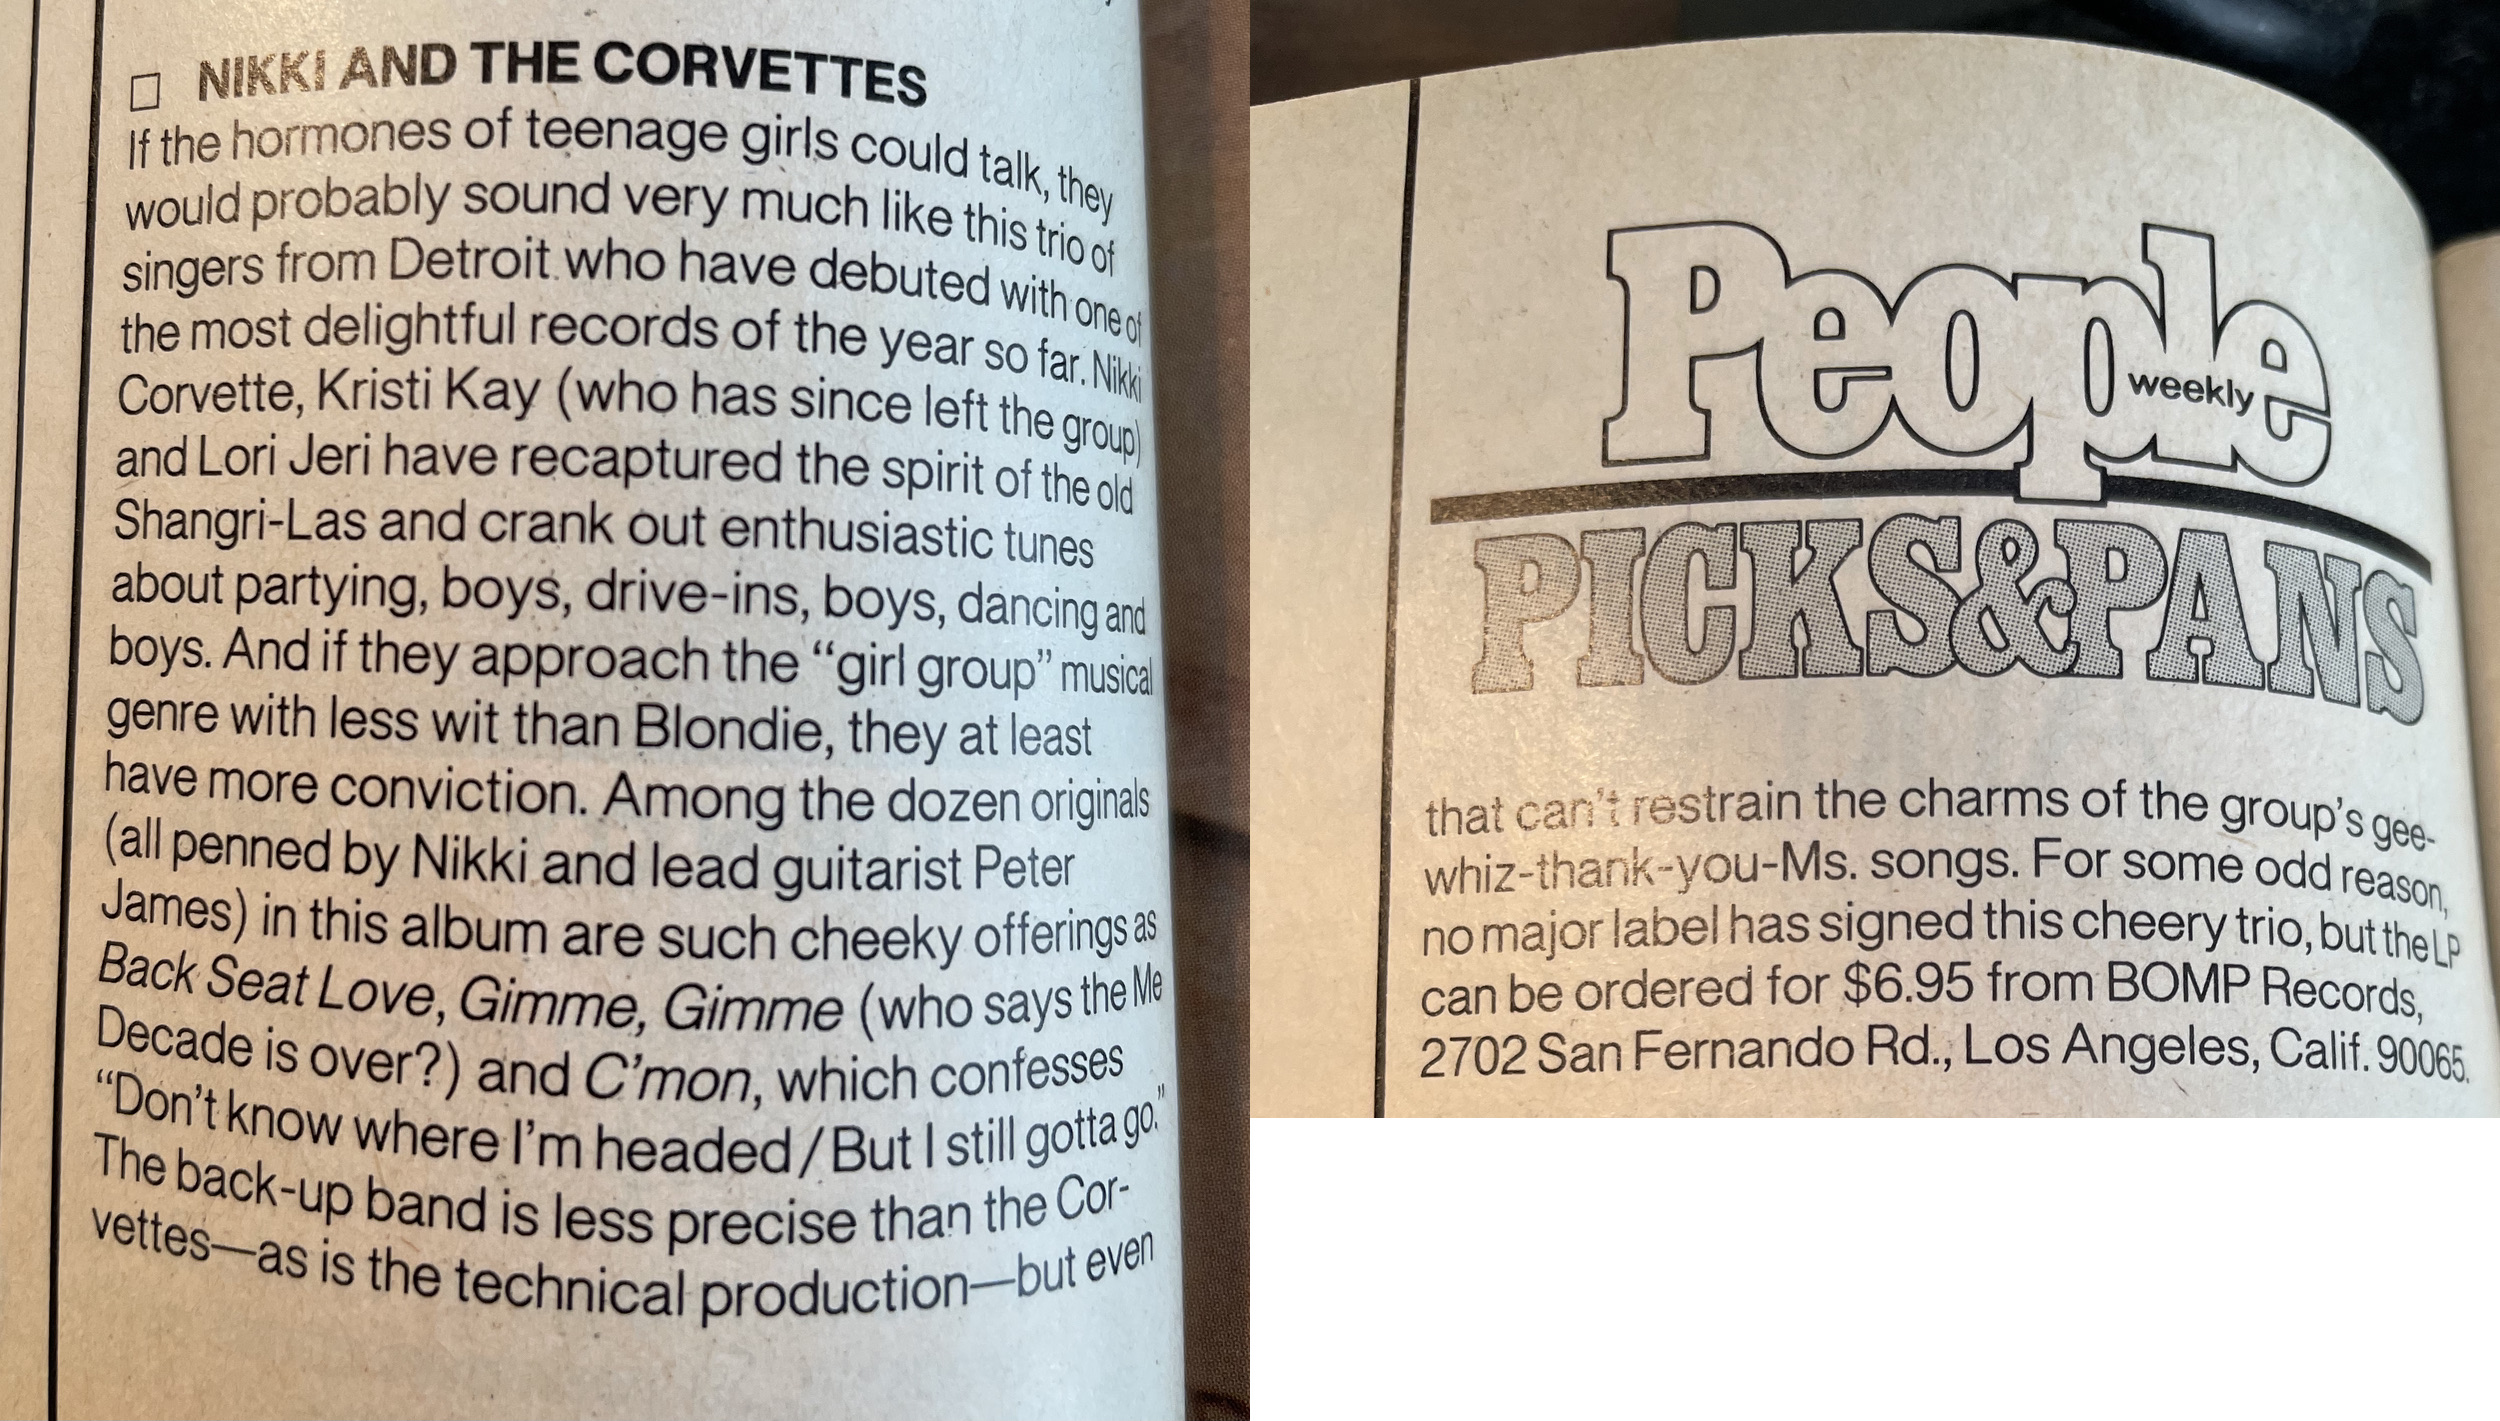 □ NIKKI AND THE CORVETTES
If the hormones of teenage girls could talk, they
would probably sound very much like this trio of
singers from Detroit who have debuted with one of
the most delightful records of the year so far. Nikki
Corvette, Kristi Kay (who has since left the group)
and Lori Jeri have recaptured the spirit of the old
Shangri-Las and crank out enthusiastic tunes
about partying, boys, drive-ins, boys, dancing and
boys. And if they approach the “girl group” musical
genre with less wit than Blondie, they at least
have more conviction. Among the dozen originals
(all penned by Nikki and lead guitarist Peter
James) in this album are such cheeky offerings as
Back Seat Love, Gimme, Gimme (who says the Me
Decade is over?) and C’mon, which confesses
“Don’t know where I’m headed / But I still gotta go.”
The back-up band is less precise than the Cor-
vettes—as is the technical production—but even
People
weekly
PICKS&PANS
that can’t restrain the charms of the group’s gee-
whiz-thank-you-Ms. songs. For some odd reason,
no major label has signed this cheery trio, but the LP
can be ordered for $6.95 from BOMP Records,
2702 San Fernando Rd., Los Angeles, Calif. 90065.